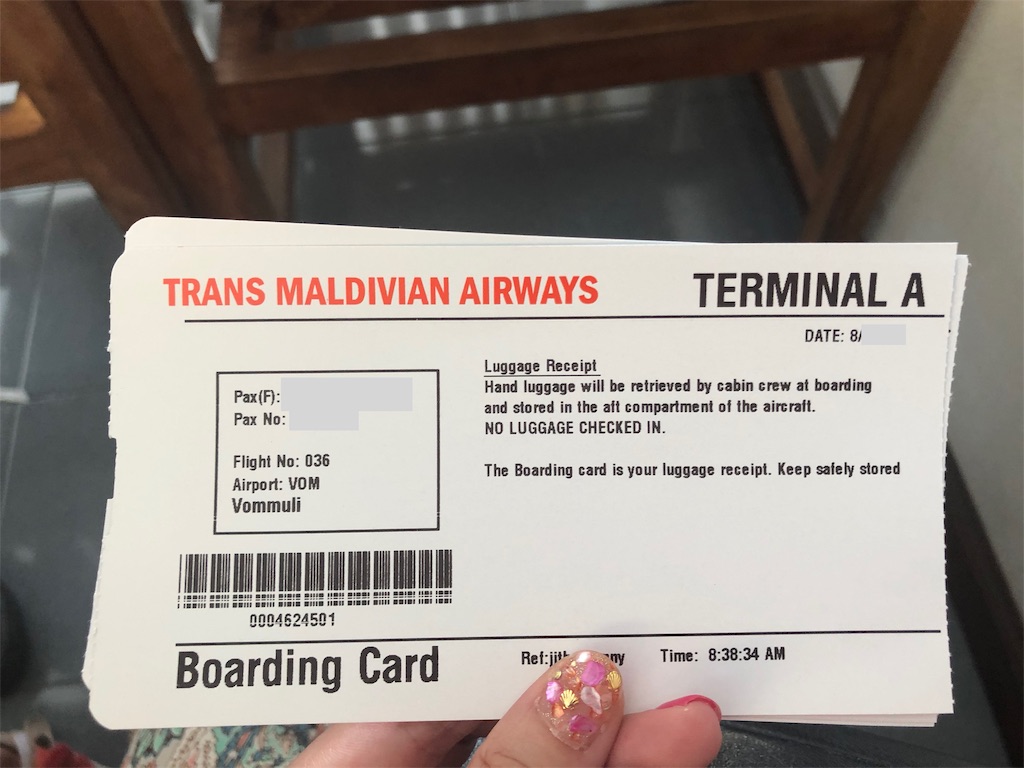 TRANS MALDIVIAN AIRWAYS
TERMINAL A
DATE: 8/
Luggage Receipt
Hand luggage will be retrieved by cabin crew at boarding
and stored in the aft compartment of the aircraft.
NO LUGGAGE CHECKED IN.
The Boarding card is your luggage receipt. Keep safely stored
Pax(F):
Pax No:
Flight No: 036
Airport: VOM
Vommuli
0004624501
Boarding Card
Ref:
Time: 8:38:34 AM